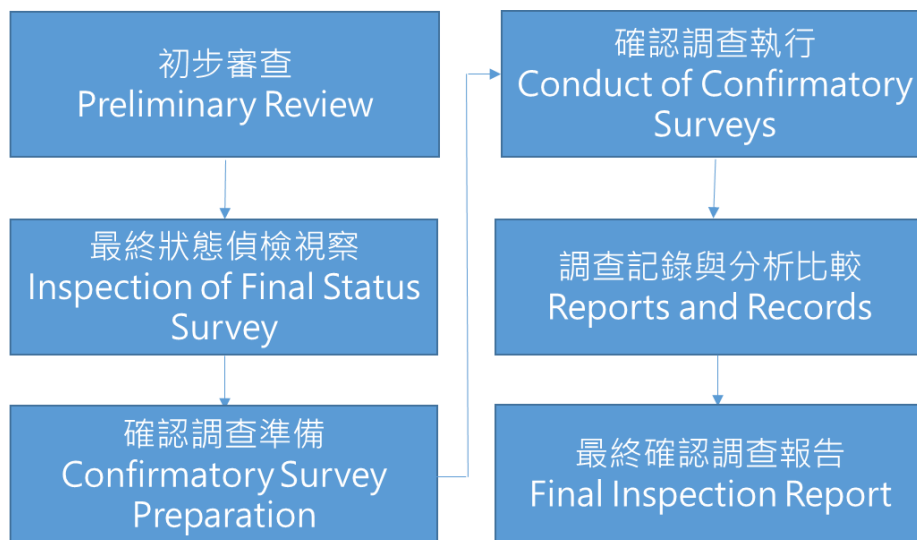 初步審查
Preliminary Review
最終狀態偵檢視察
Inspection of Final Status
Survey
確認調查準備
Confirmatory Survey
Preparation
確認調查執行
Conduct of Confirmatory
Surveys
調查記錄與分析比較
Reports and Records
最終確認調查報告
Final Inspection Report